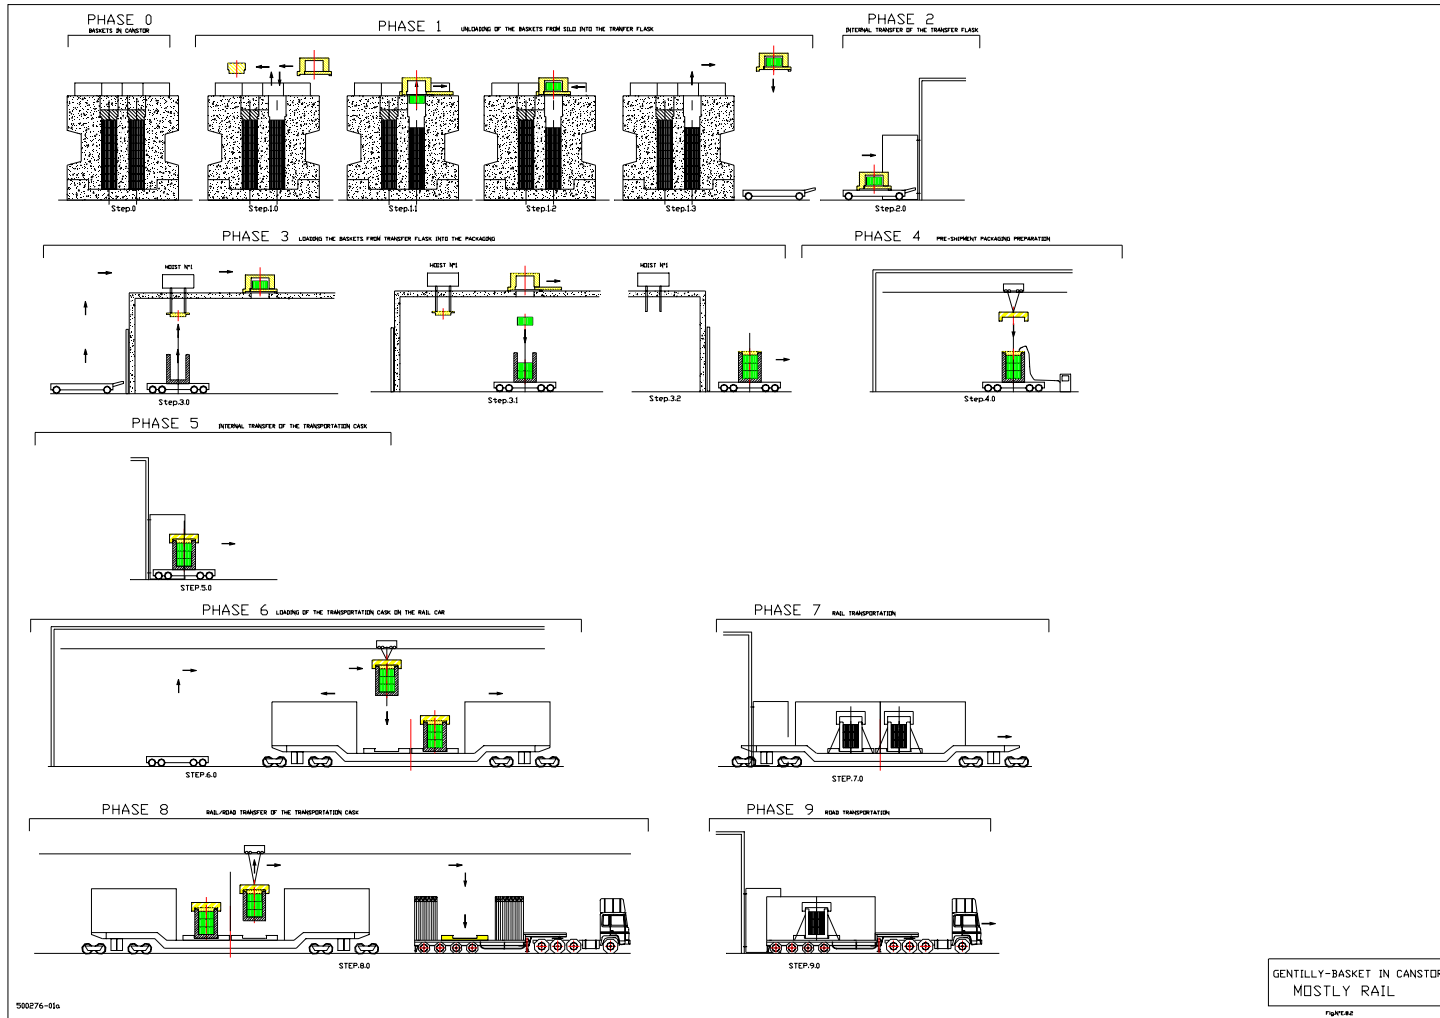 PHASE 0
BASKETS IN CANSTOR
PHASE 1 UNLOADING OF THE BASKETS FROM SILO INTO THE TRANFER FLASK
PHASE 2
INTERNAL TRANSFER OF THE TRANSFER FLASK
Step.0
Step.1.0
Step.1.1
Step.1.2
Step.1.3
Step.2.0
PHASE 3 LOADING THE BASKETS FROM TRANSFER FLASK INTO THE PACKAGING
PHASE 4 PRE-SHIPMENT PACKAGING PREPARATION
HOIST N°1
HOIST N°1
HOIST N°1
Step.3.0
Step.3.1
Step.3.2
Step.4.0
PHASE 5 INTERNAL TRANSFER OF THE TRANSPORTATION CASK
STEP.5.0
PHASE 6 LOADING OF THE TRANSPORTATION CASK ON THE RAIL CAR
PHASE 7 RAIL TRANSPORTATION
STEP.6.0
STEP.7.0
PHASE 8 RAIL/ROAD TRANSFER OF THE TRANSPORTATION CASK
PHASE 9 ROAD TRANSPORTATION
STEP.8.0
STEP.9.0
GENTILLY-BASKET IN CANSTOR
MOSTLY RAIL
500276-01a